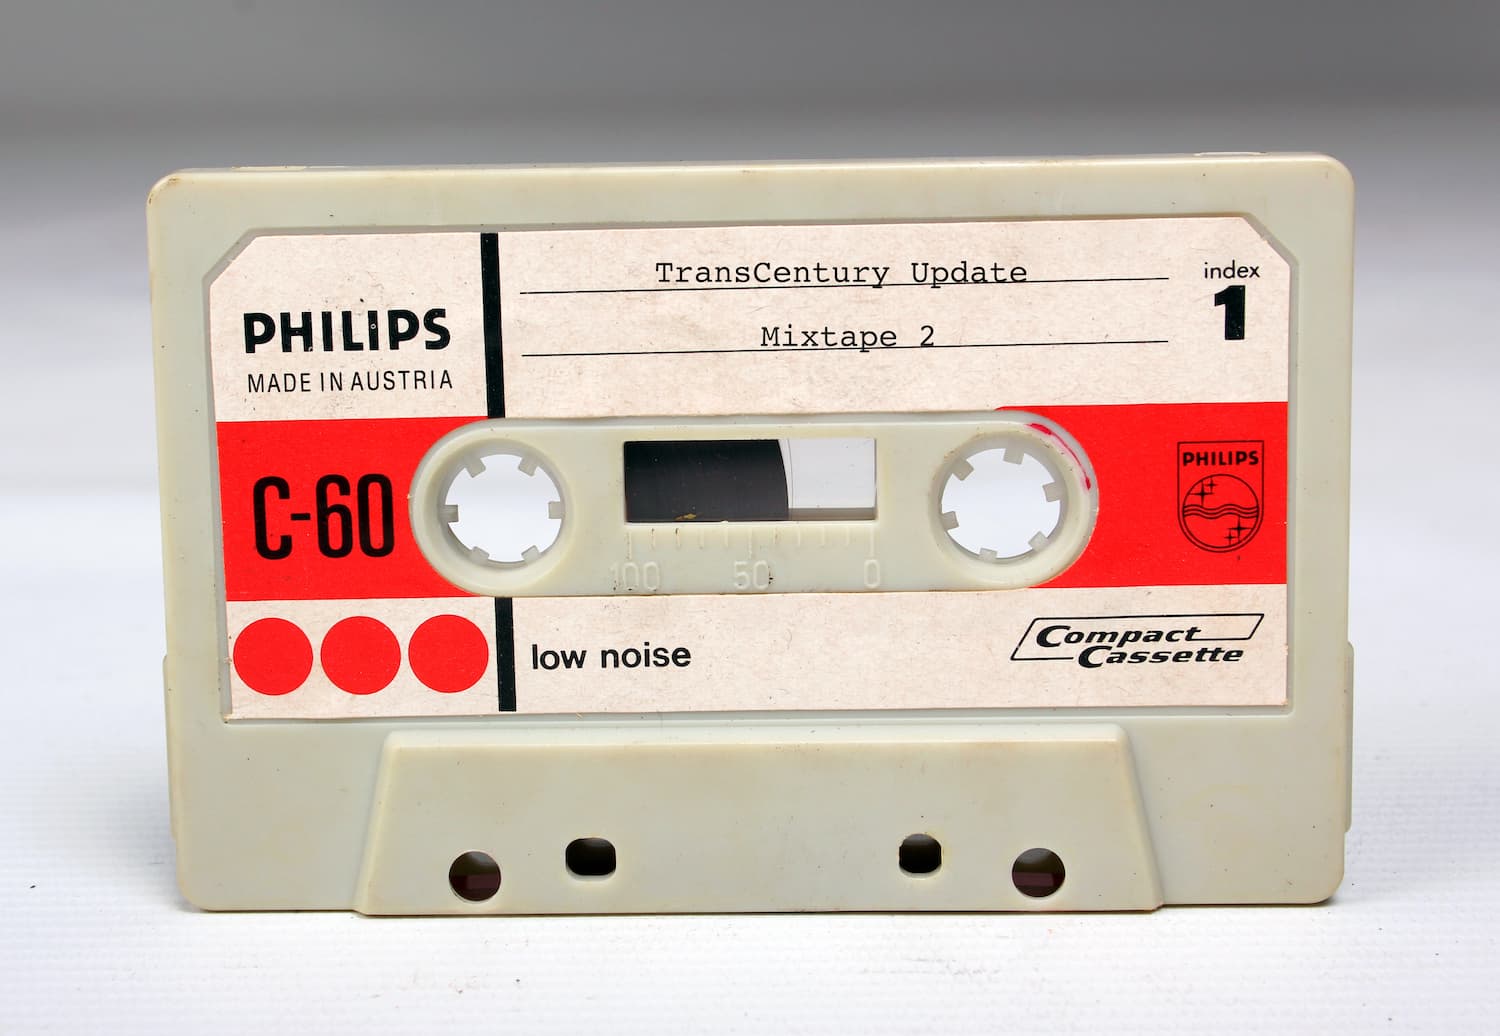 TransCentury Update
index
1
Mixtape 2
PHILIPS
MADE IN AUSTRIA
C-60
PHILIPS
100 50 0
low noise
Compact
Cassette